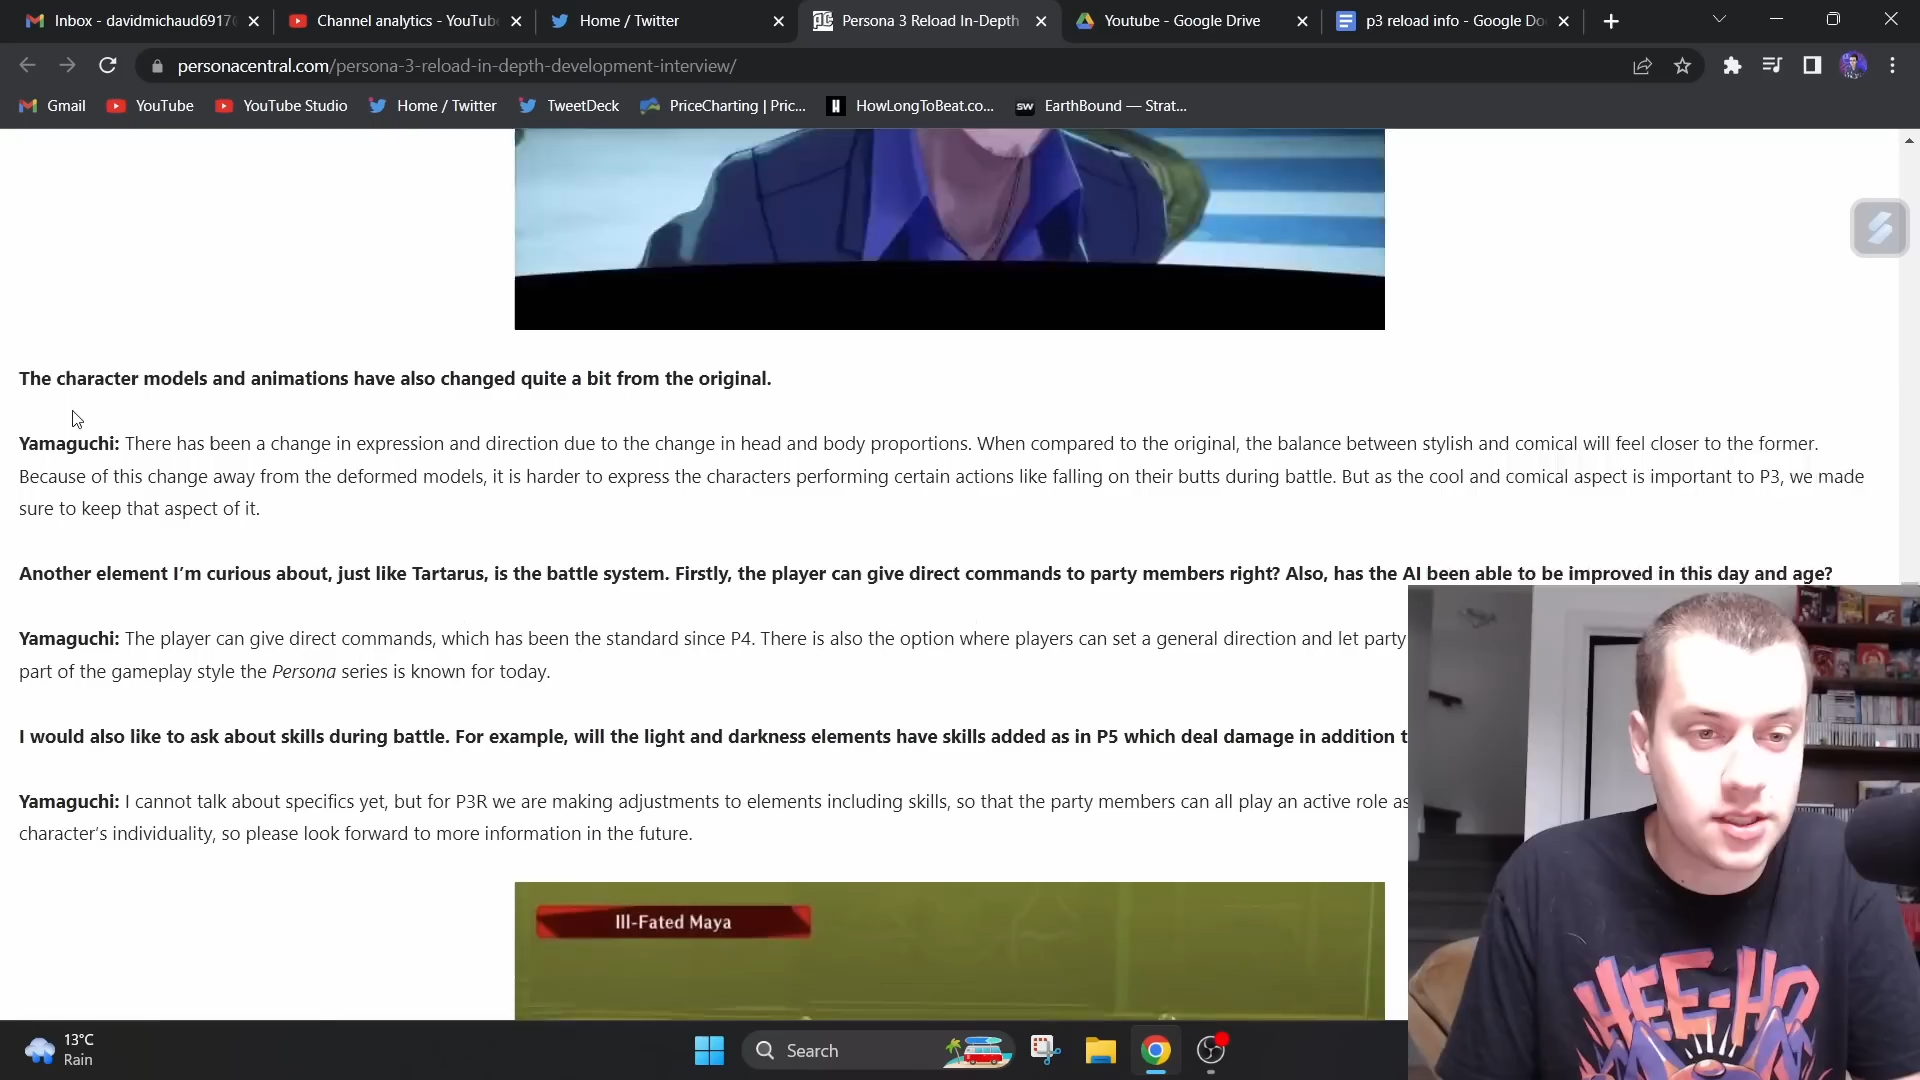 Inbox - davidmichaud6917
Channel analytics - YouTube
Home / Twitter
Persona 3 Reload In-Depth
Youtube - Google Drive
p3 reload info - Google Do
personacentral.com/persona-3-reload-in-depth-development-interview/
Gmail
YouTube
YouTube Studio
Home / Twitter
TweetDeck
PriceCharting | Pric...
HowLongToBeat.co...
SW
EarthBound — Strat...
The character models and animations have also changed quite a bit from the original.
Yamaguchi: There has been a change in expression and direction due to the change in head and body proportions. When compared to the original, the balance between stylish and comical will feel closer to the former.
Because of this change away from the deformed models, it is harder to express the characters performing certain actions like falling on their butts during battle. But as the cool and comical aspect is important to P3, we made
sure to keep that aspect of it.
Another element I’m curious about, just like Tartarus, is the battle system. Firstly, the player can give direct commands to party members right? Also, has the AI been able to be improved in this day and age?
Yamaguchi: The player can give direct commands, which has been the standard since P4. There is also the option where players can set a general direction and let party
part of the gameplay style the Persona series is known for today.
I would also like to ask about skills during battle. For example, will the light and darkness elements have skills added as in P5 which deal damage in addition t
Yamaguchi: I cannot talk about specifics yet, but for P3R we are making adjustments to elements including skills, so that the party members can all play an active role as
character’s individuality, so please look forward to more information in the future.
Ill-Fated Maya
HEE-HO
13°C
Rain
Search